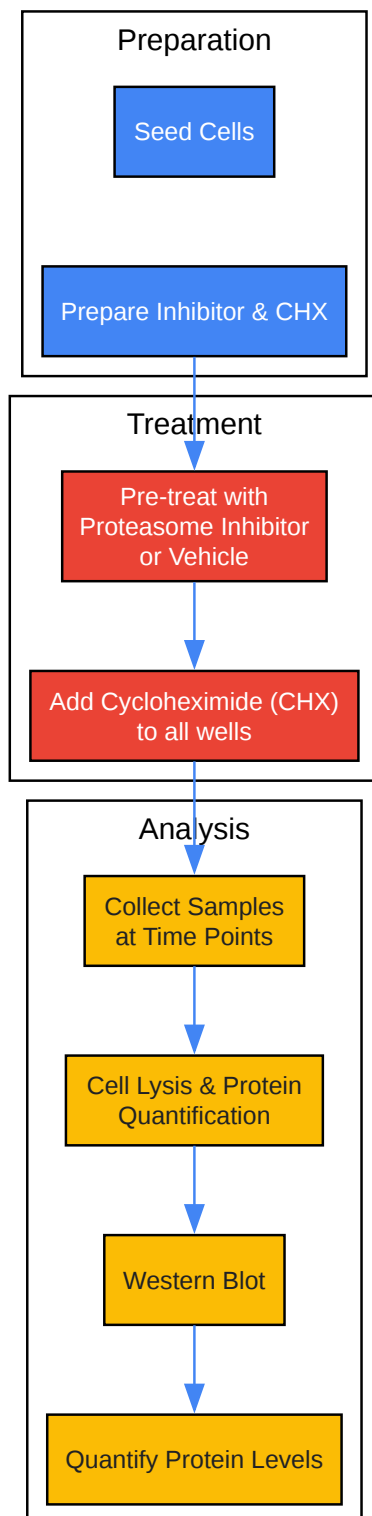 Preparation
Seed Cells
Prepare Inhibitor & CHX
Treatment
Pre-treat with
Proteasome Inhibitor
or Vehicle
Add Cycloheximide (CHX)
to all wells
Analysis
Collect Samples
at Time Points
Cell Lysis & Protein
Quantification
Western Blot
Quantify Protein Levels